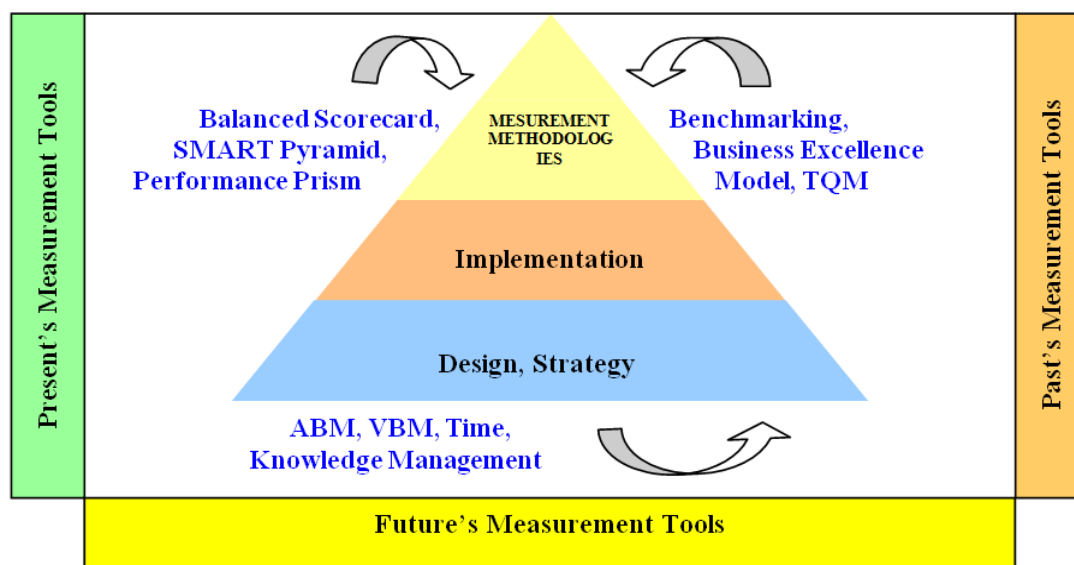 Present's Measurement Tools
Balanced Scorecard,
SMART Pyramid,
Performance Prism
MESUREMENT
METHODOLOG
IES
Benchmarking,
Business Excellence
Model, TQM
Past's Measurement Tools
Implementation
Design, Strategy
ABM, VBM, Time,
Knowledge Management
Future's Measurement Tools